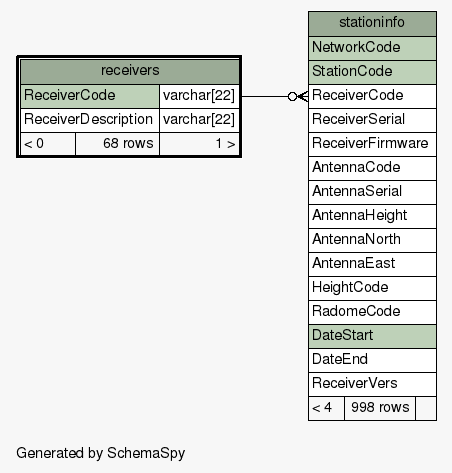 receivers
ReceiverCode varchar[22]
ReceiverDescription varchar[22]
< 0 68 rows 1 >
stationinfo
NetworkCode
StationCode
ReceiverCode
ReceiverSerial
ReceiverFirmware
AntennaCode
AntennaSerial
AntennaHeight
AntennaNorth
AntennaEast
HeightCode
RadomeCode
DateStart
DateEnd
ReceiverVers
< 4 998 rows
Generated by SchemaSpy